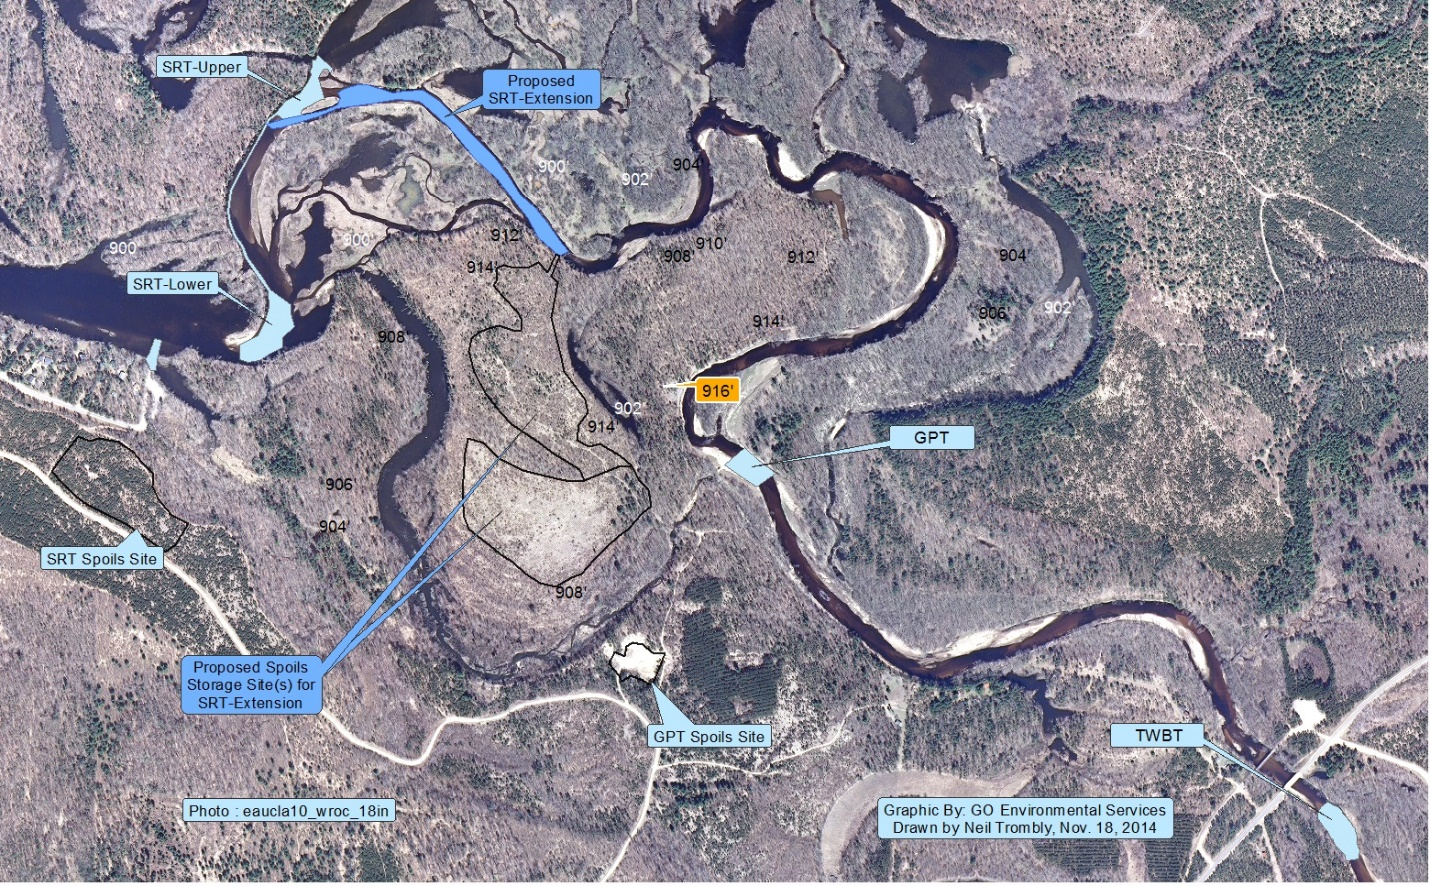 SRT-Upper
Proposed
SRT-Extension
900'
904'
902'
900'
900'
912'
910'
908'
912'
904'
914'
SRT-Lower
902'
906'
914'
908'
916'
902'
914'
GPT
906'
904'
SRT Spoils Site
908'
Proposed Spoils
Storage Site(s) for
SRT-Extension
GPT Spoils Site
TWBT
Photo : eaucla10_wroc_18in
Graphic By: GO Environmental Services
Drawn by Neil Trombly, Nov. 18, 2014